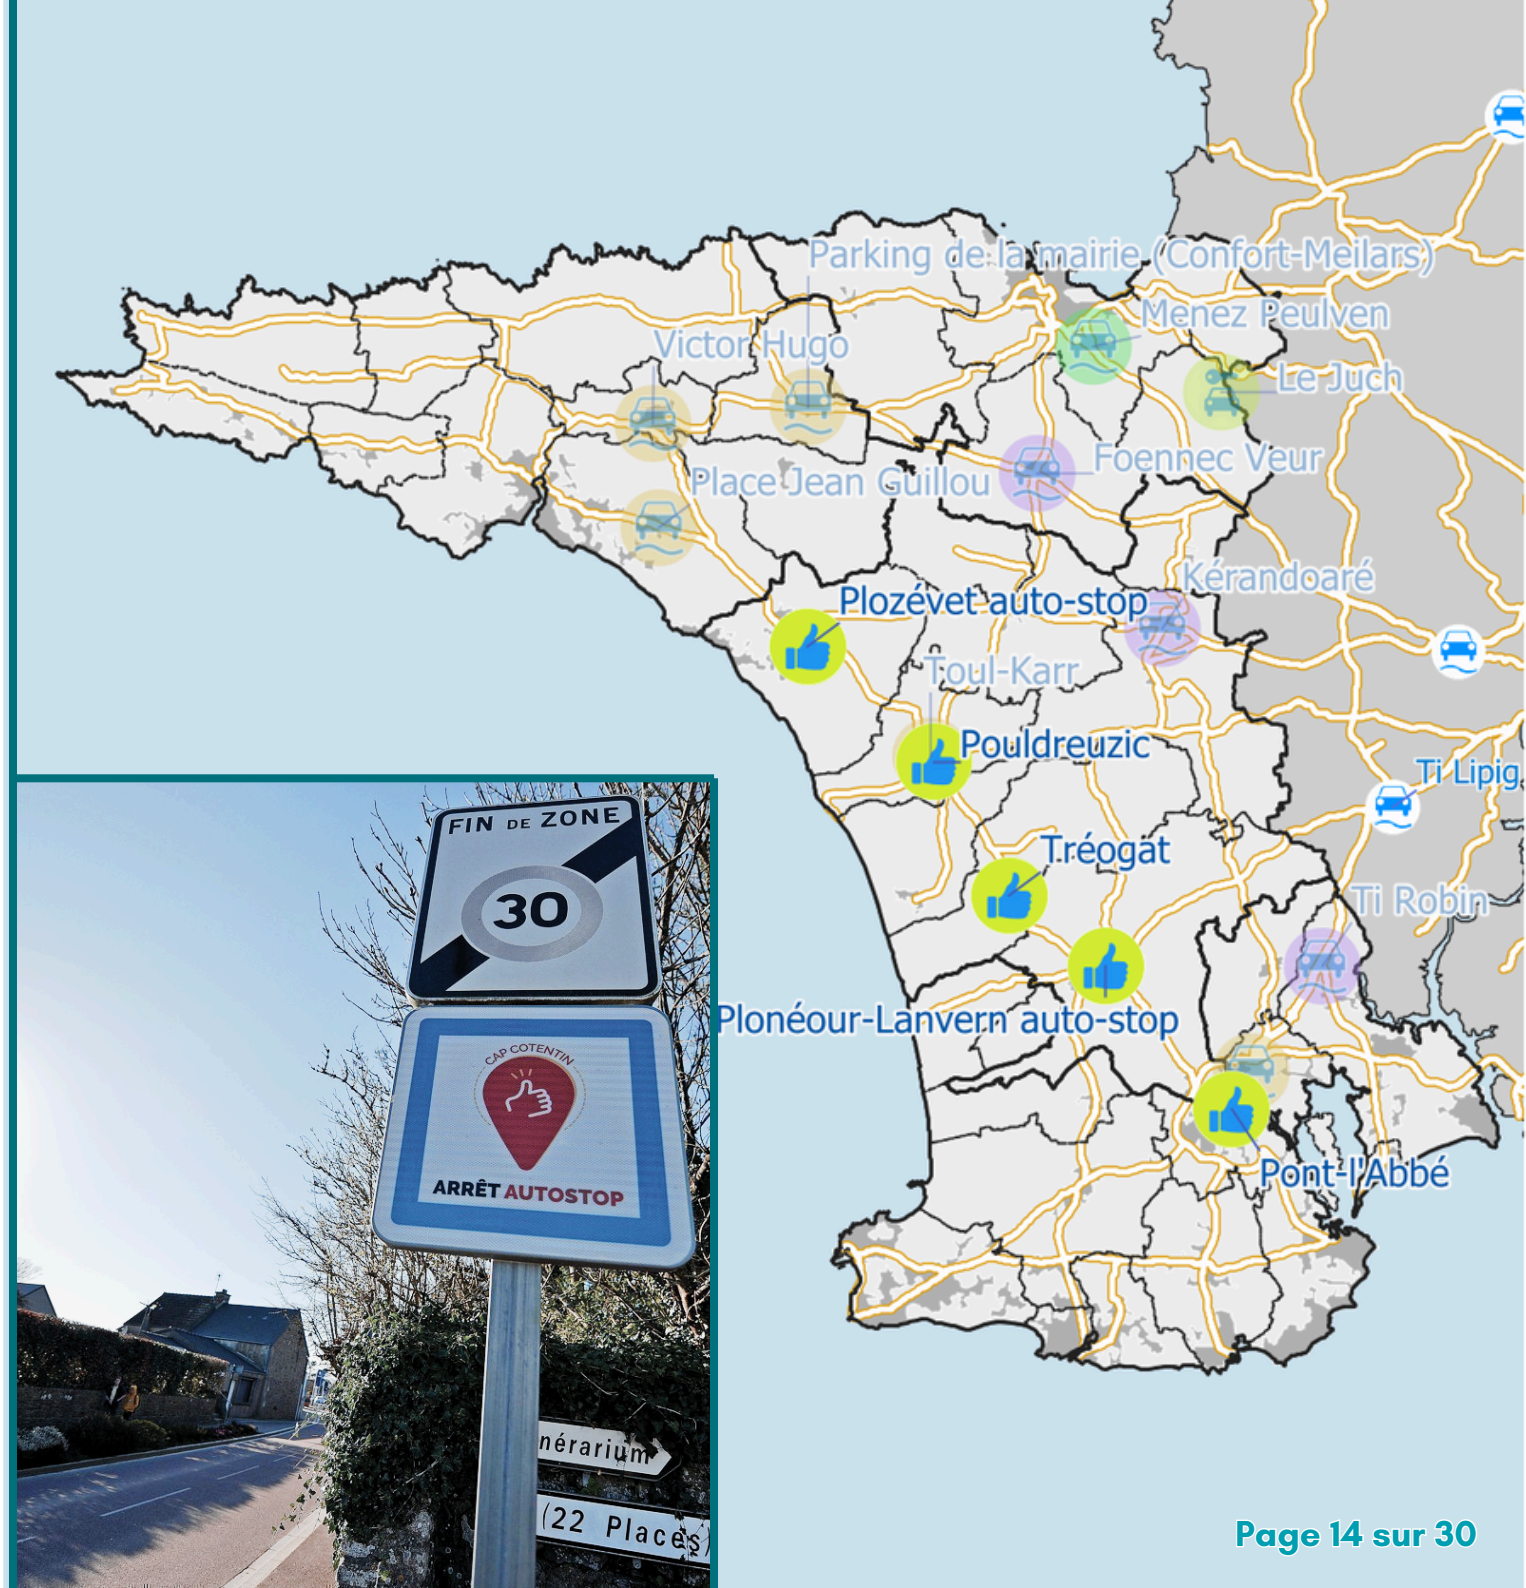 Parking de la mairie (Confort-Meilars)
Menez Peulven
Victor Hugo
Le Juch
Foennec Veur
Place Jean Guillou
Kérandoaré
Plozévet auto-stop
Toul-Karr
Pouldreuzic
Ti Lipig
Tréogat
Ti Robin
Plonéour-Lanvern auto-stop
Pont-l'Abbé
FIN DE ZONE
30
CAP COTENTIN
ARRÊT AUTOSTOP
nérarium
(22 Places)
Page 14 sur 30